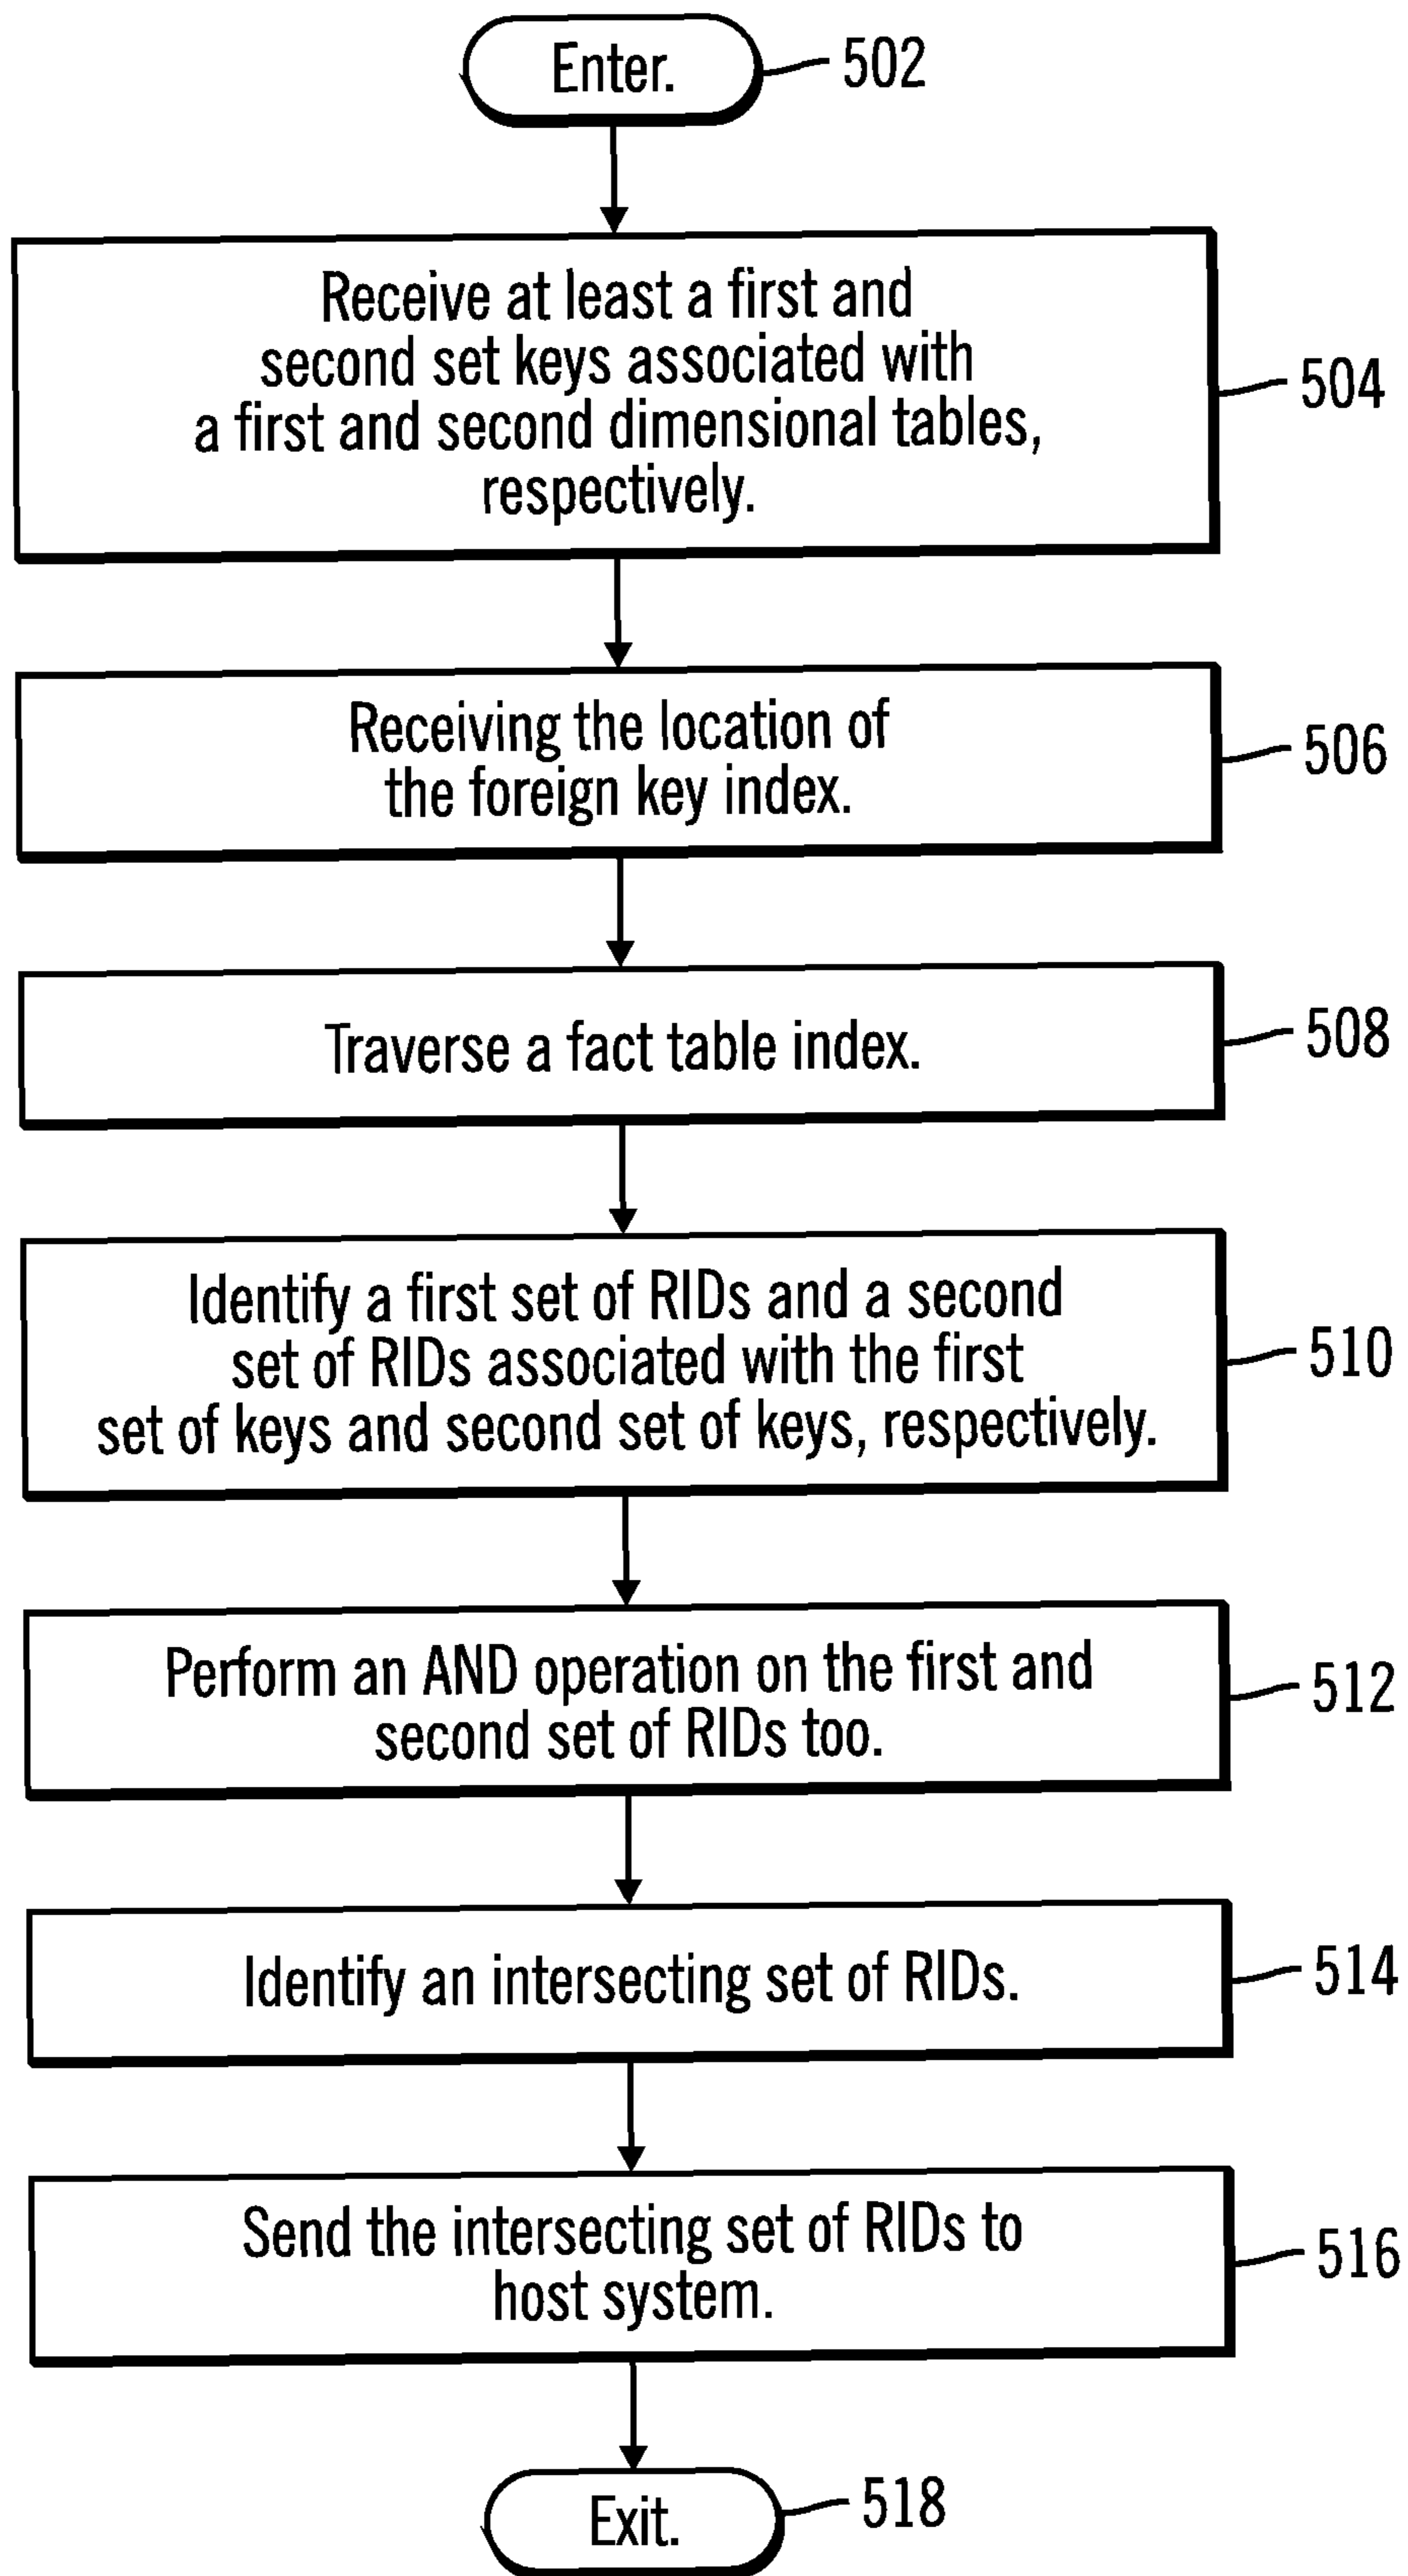 Enter.
502
Receive at least a first and
second set keys associated with
a first and second dimensional tables,
respectively.
504
Receiving the location of
the foreign key index.
506
Traverse a fact table index.
508
Identify a first set of RIDs and a second
set of RIDs associated with the first
set of keys and second set of keys, respectively.
510
Perform an AND operation on the first and
second set of RIDs too.
512
Identify an intersecting set of RIDs.
514
Send the intersecting set of RIDs to
host system.
516
Exit.
518